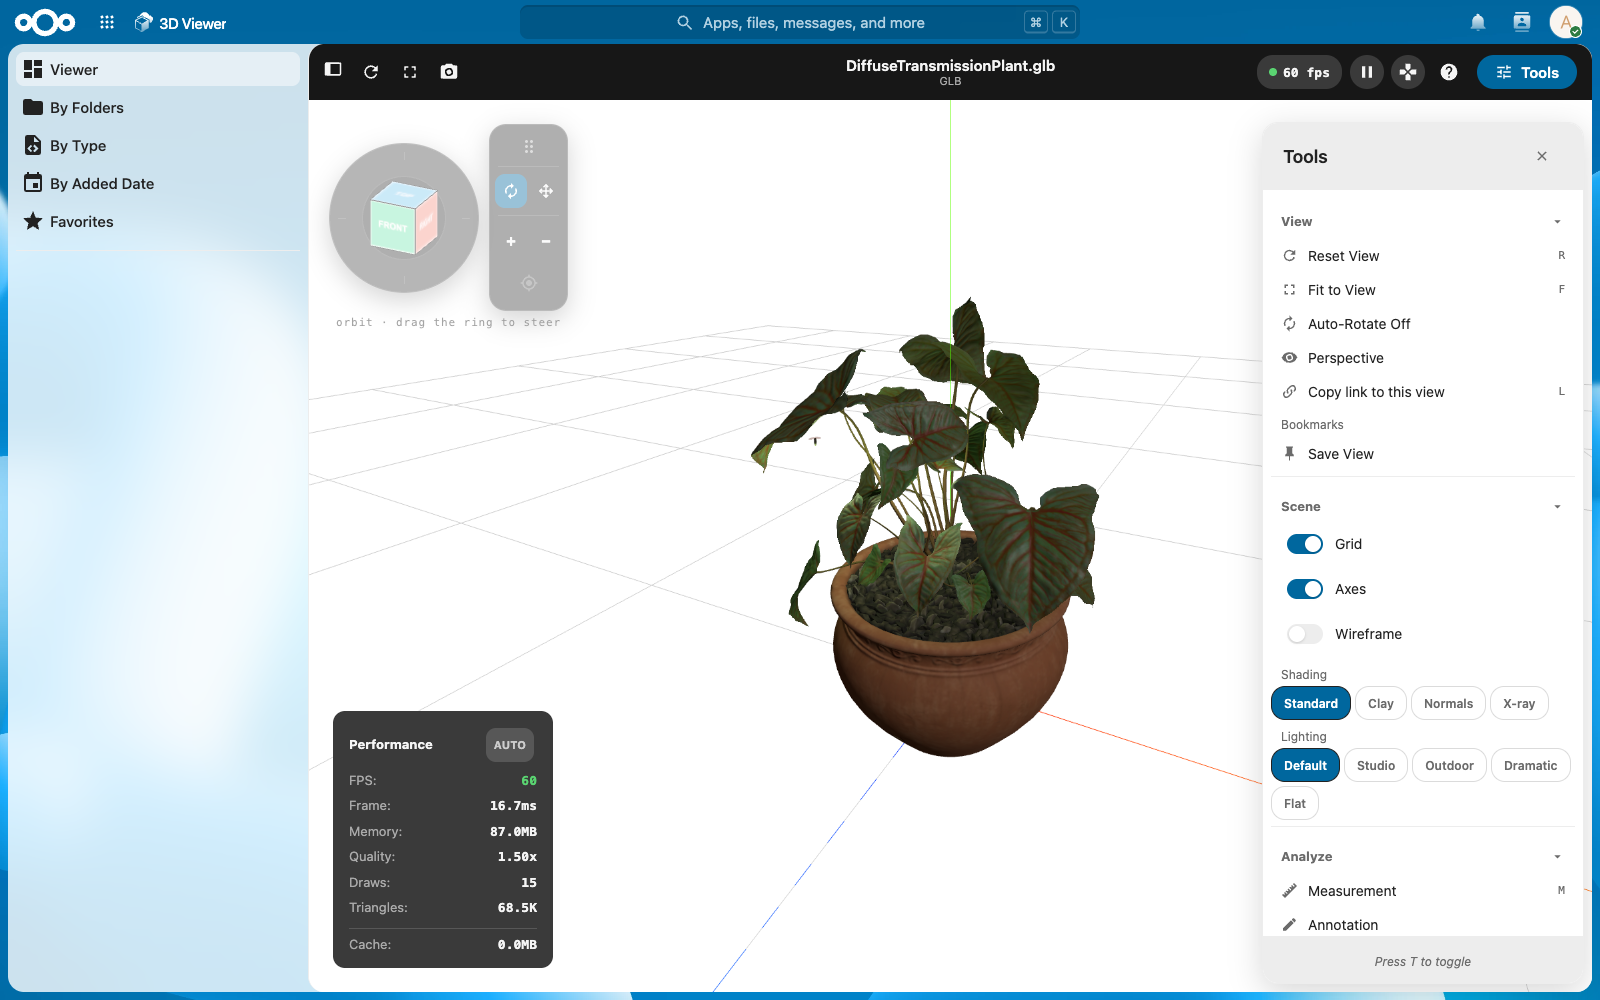 3D Viewer
Apps, files, messages, and more
⌘ K
A
Viewer
By Folders
By Type
By Added Date
Favorites
DiffuseTransmissionPlant.glb
GLB
60 fps
Tools
FRONT
orbit · drag the ring to steer
Performance AUTO
FPS: 60
Frame: 16.7ms
Memory: 87.0MB
Quality: 1.50x
Draws: 15
Triangles: 68.5K
Cache: 0.0MB
Tools
View
Reset View R
Fit to View F
Auto-Rotate Off
Perspective
Copy link to this view L
Bookmarks
Save View
Scene
Grid
Axes
Wireframe
Shading
Standard Clay Normals X-ray
Lighting
Default Studio Outdoor Dramatic
Flat
Analyze
Measurement M
Annotation
Press T to toggle